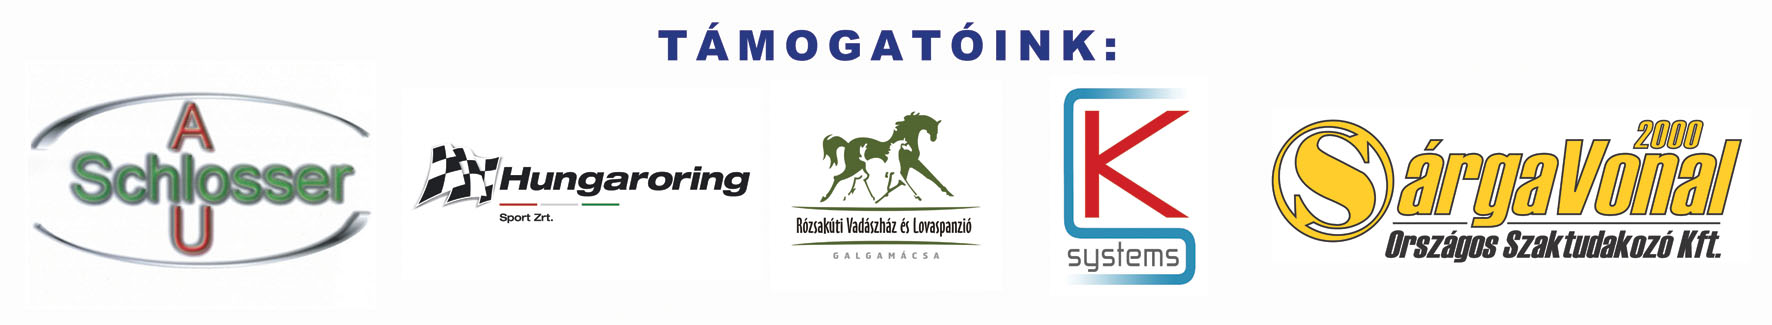 TÁMOGATÓINK:
A
Schlosser
U
Hungaroring
Sport Zrt.
Rózsakúti Vadászház és Lovaspanzió
GALGAMÁCSA
K
systems
2000
SárgaVonal
Országos Szaktudakozó Kft.